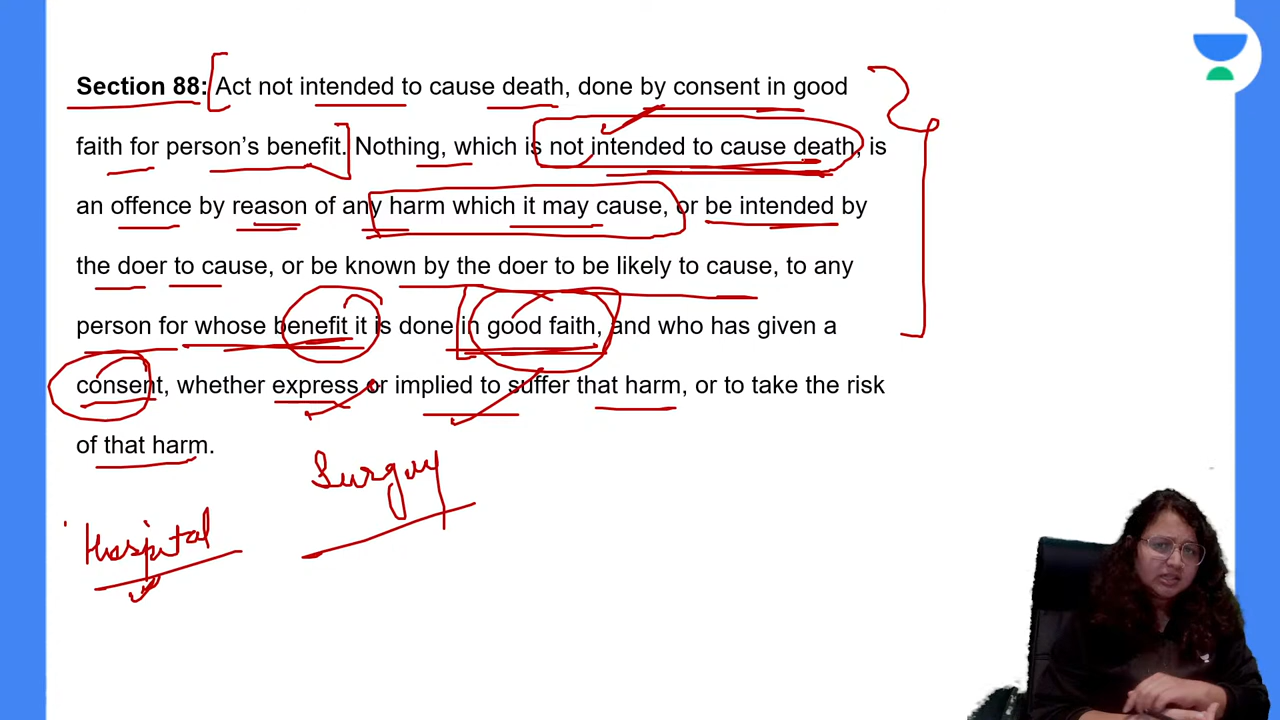 Section 88: Act not intended to cause death, done by consent in good
faith for person’s benefit. Nothing, which is not intended to cause death, is
an offence by reason of any harm which it may cause, or be intended by
the doer to cause, or be known by the doer to be likely to cause, to any
person for whose benefit it is done in good faith, and who has given a
consent, whether express or implied to suffer that harm, or to take the risk
of that harm.
Surgery
Hospital